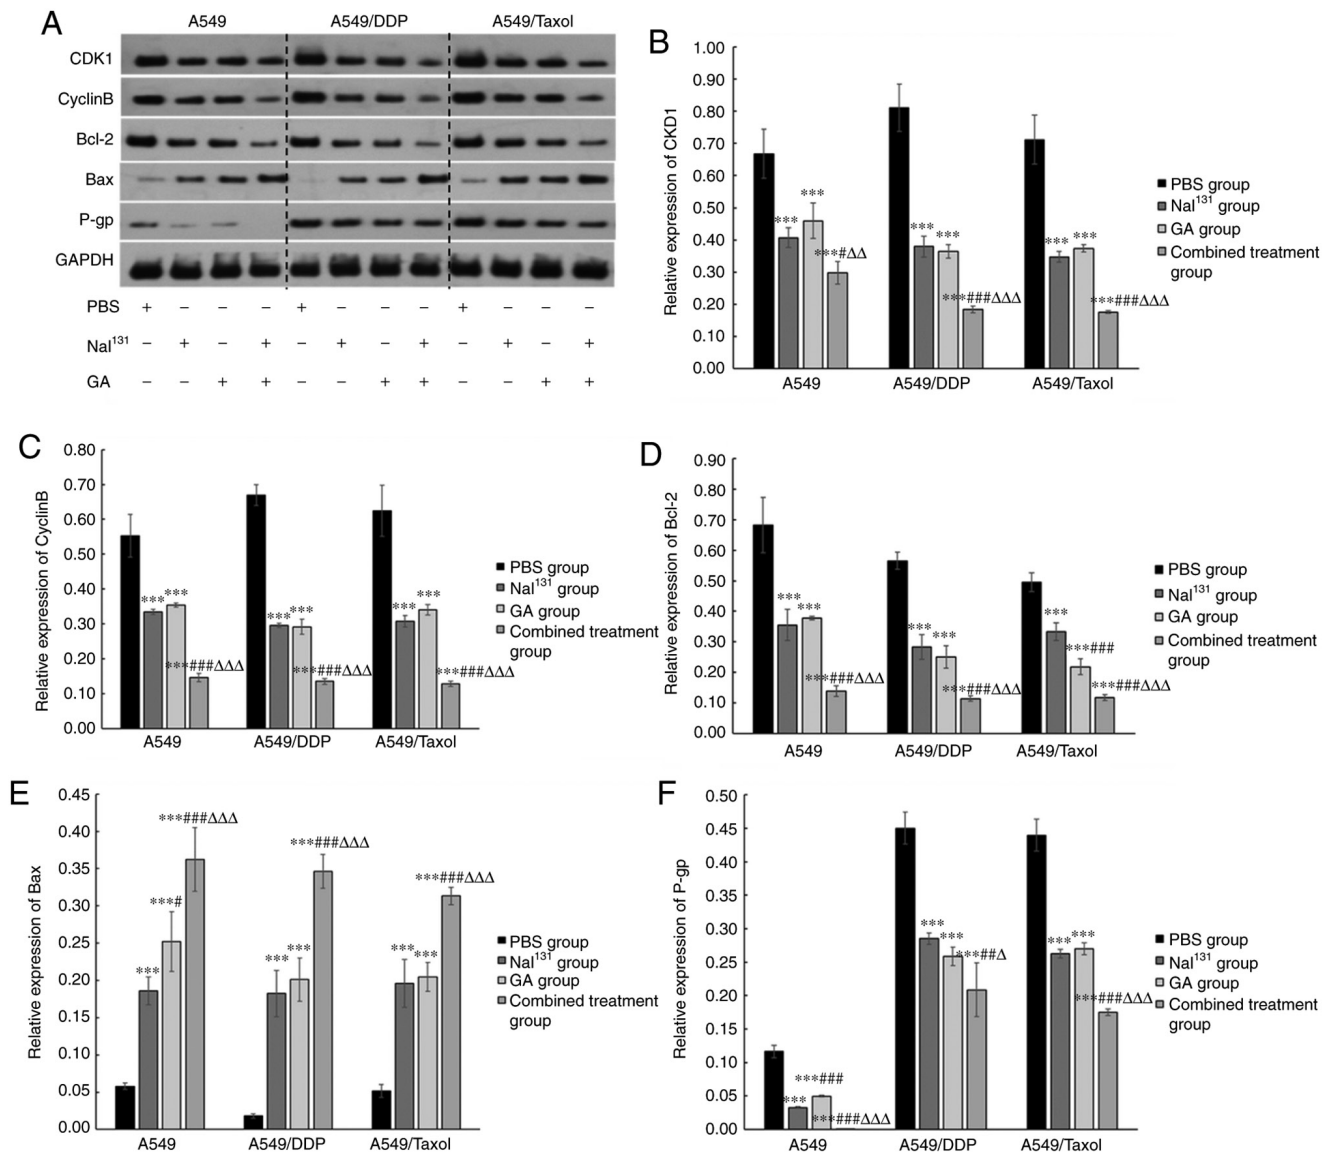 A
A549 A549/DDP A549/Taxol
CDK1
CyclinB
Bcl-2
Bax
P-gp
GAPDH
PBS + − − − + − − − + − − −
NaI¹³¹ − + − + − + − + − + − +
GA − − + + − − + + − − + +
B
Relative expression of CKD1
1.00
0.90
0.80
0.70
0.60
0.50
0.40
0.30
0.20
0.10
0.00
*** *** ***#ΔΔ
*** *** ***###ΔΔΔ
*** *** ***###ΔΔΔ
A549 A549/DDP A549/Taxol
PBS group
NaI¹³¹ group
GA group
Combined treatment
group
C
Relative expression of CyclinB
0.80
0.70
0.60
0.50
0.40
0.30
0.20
0.10
0.00
*** *** ***###ΔΔΔ
*** *** ***###ΔΔΔ
*** *** ***###ΔΔΔ
A549 A549/DDP A549/Taxol
PBS group
NaI¹³¹ group
GA group
Combined treatment
group
D
Relative expression of Bcl-2
0.90
0.80
0.70
0.60
0.50
0.40
0.30
0.20
0.10
0.00
*** *** ***###ΔΔΔ
*** *** ***###ΔΔΔ
*** ***### ***###ΔΔΔ
A549 A549/DDP A549/Taxol
PBS group
NaI¹³¹ group
GA group
Combined treatment
group
E
Relative expression of Bax
0.45
0.40
0.35
0.30
0.25
0.20
0.15
0.10
0.05
0.00
*** ***# ***###ΔΔΔ
*** *** ***###ΔΔΔ
*** *** ***###ΔΔΔ
A549 A549/DDP A549/Taxol
PBS group
NaI¹³¹ group
GA group
Combined treatment
group
F
Relative expression of P-gp
0.50
0.45
0.40
0.35
0.30
0.25
0.20
0.15
0.10
0.05
0.00
*** ***### ***###ΔΔΔ
*** *** ***##Δ
*** *** ***###ΔΔΔ
A549 A549/DDP A549/Taxol
PBS group
NaI¹³¹ group
GA group
Combined treatment
group